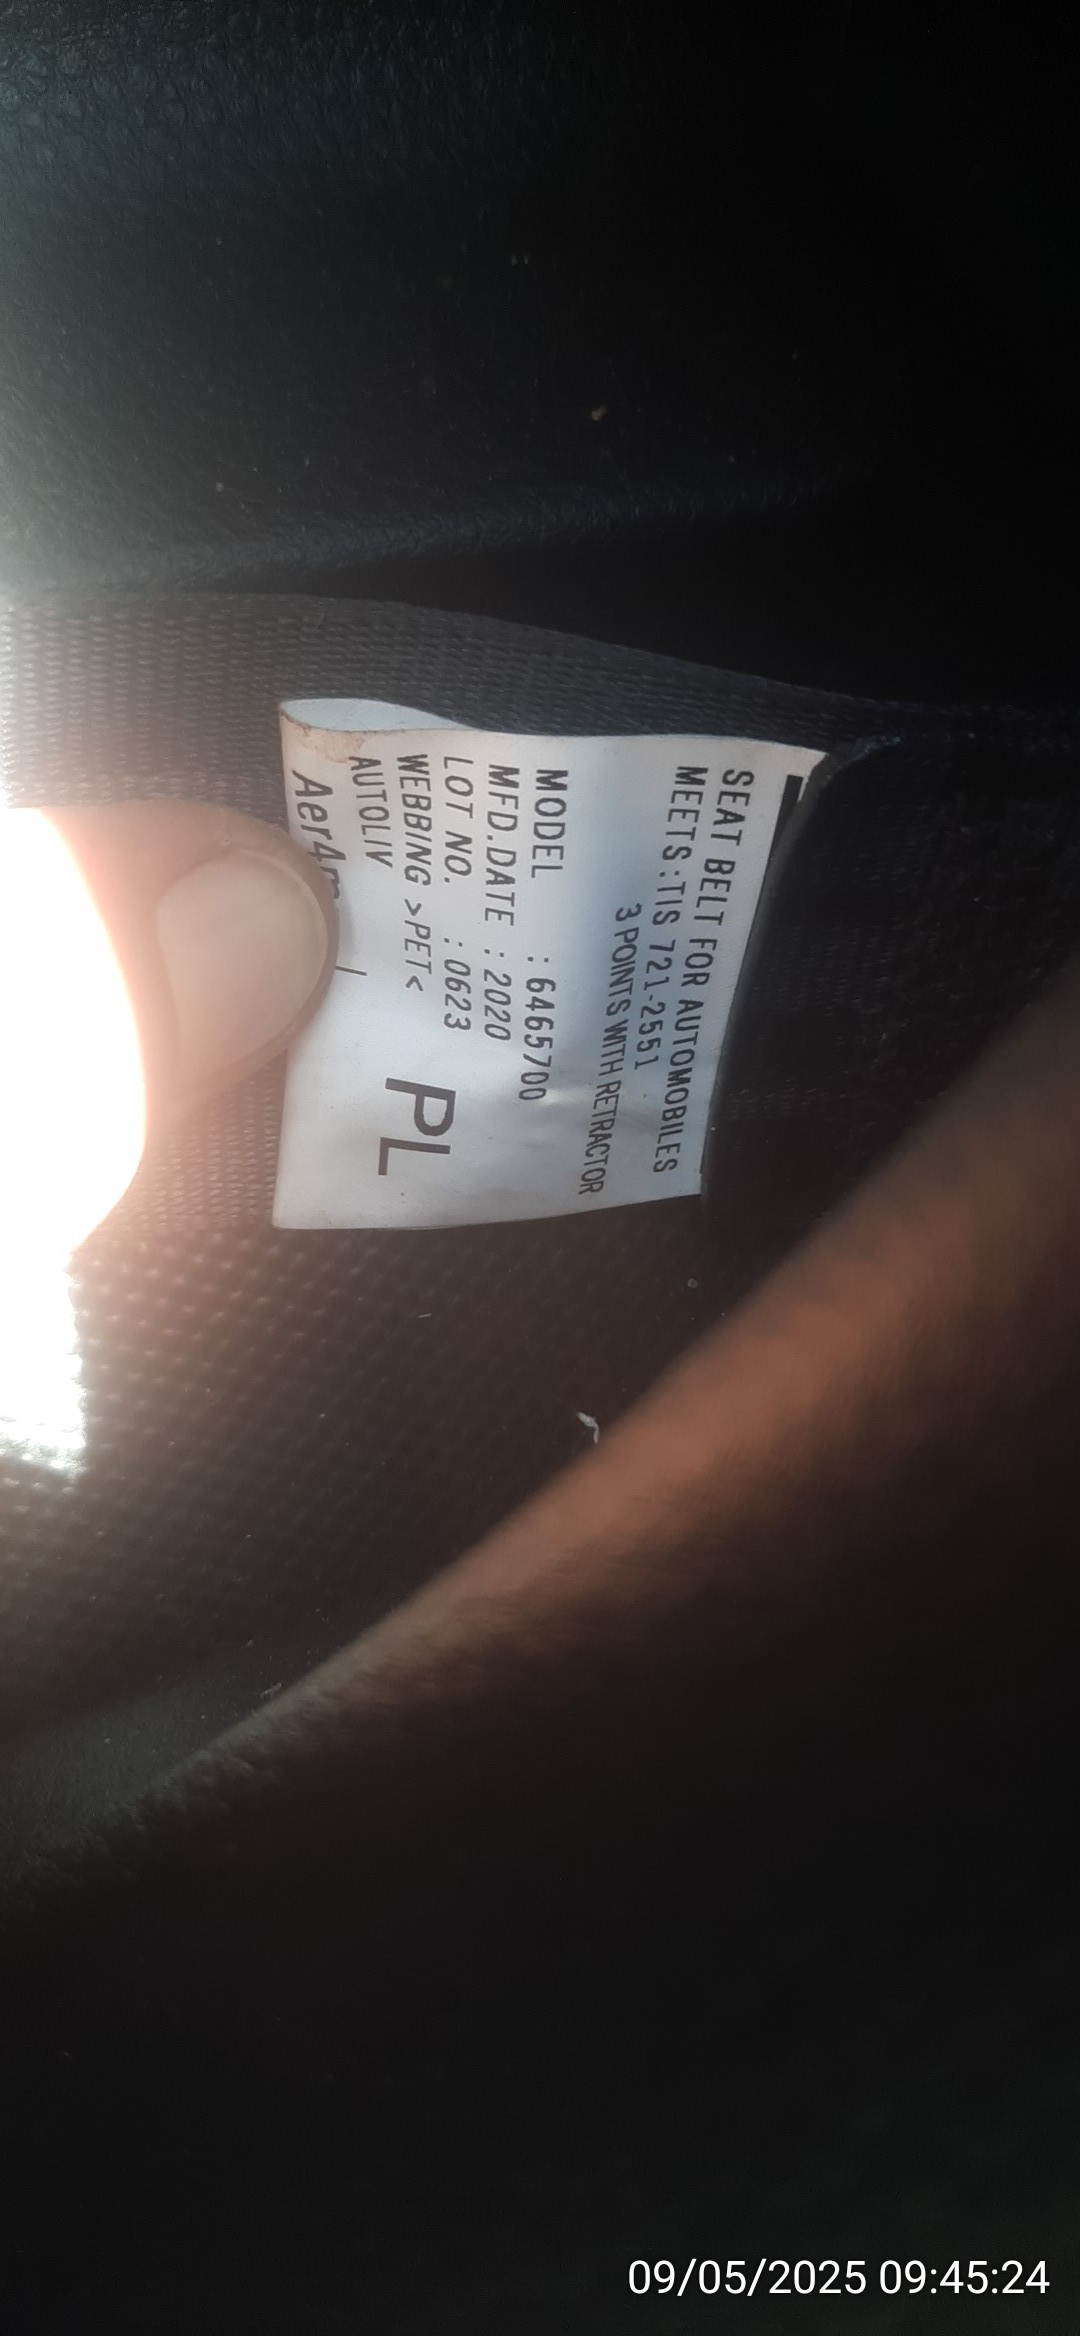 SEAT BELT FOR AUTOMOBILES
MEETS :TIS 721-2551
3 POINTS WITH RETRACTOR
MODEL : 6465700
MFD.DATE : 2020
LOT NO. : 0623
WEBBING >PET<
AUTOLIV
PL
09/05/2025 09:45:24